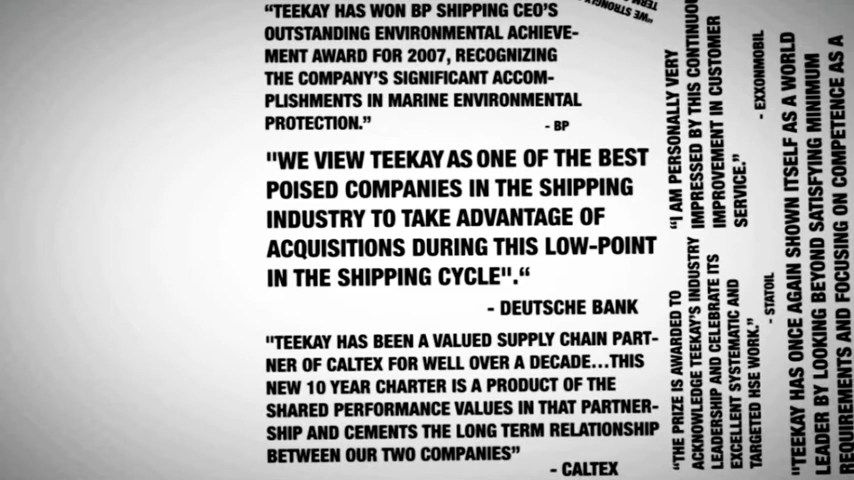 “TEEKAY HAS WON BP SHIPPING CEO’S
OUTSTANDING ENVIRONMENTAL ACHIEVE-
MENT AWARD FOR 2007, RECOGNIZING
THE COMPANY’S SIGNIFICANT ACCOM-
PLISHMENTS IN MARINE ENVIRONMENTAL
PROTECTION.”
- BP
"WE VIEW TEEKAY AS ONE OF THE BEST
POISED COMPANIES IN THE SHIPPING
INDUSTRY TO TAKE ADVANTAGE OF
ACQUISITIONS DURING THIS LOW-POINT
IN THE SHIPPING CYCLE".“
- DEUTSCHE BANK
"TEEKAY HAS BEEN A VALUED SUPPLY CHAIN PART-
NER OF CALTEX FOR WELL OVER A DECADE...THIS
NEW 10 YEAR CHARTER IS A PRODUCT OF THE
SHARED PERFORMANCE VALUES IN THAT PARTNER-
SHIP AND CEMENTS THE LONG TERM RELATIONSHIP
BETWEEN OUR TWO COMPANIES”
- CALTEX
"WE
"I AM PERSONALLY VERY
IMPRESSED BY THIS CONTINUOUS
IMPROVEMENT IN CUSTOMER
SERVICE.”
- EXXONMOBIL
"THE PRIZE IS AWARDED TO
ACKNOWLEDGE TEEKAY’S INDUSTRY
LEADERSHIP AND CELEBRATE ITS
EXCELLENT SYSTEMATIC AND
TARGETED HSE WORK.”
- STATOIL
"TEEKAY HAS ONCE AGAIN SHOWN ITSELF AS A WORLD
LEADER BY LOOKING BEYOND SATISFYING MINIMUM
REQUIREMENTS AND FOCUSING ON COMPETENCE AS A